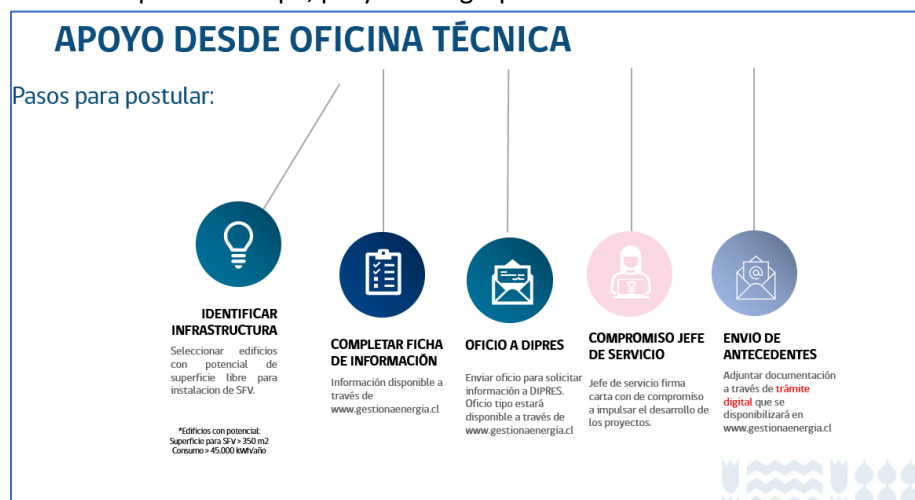 APOYO DESDE OFICINA TÉCNICA
Pasos para postular:
IDENTIFICAR
INFRASTRUCTURA
Seleccionar edificios
con potencial de
superficie libre para
instalacion de SFV.
*Edificios con potencial:
Superficie para SFV > 350 m2
Consumo > 45.000 kWh/año
COMPLETAR FICHA
DE INFORMACIÓN
Información disponible a
través de
www.gestionaenergia.cl
OFICIO A DIPRES
Enviar oficio para solicitar
información a DIPRES.
Oficio tipo estará
disponible a través de
www.gestionaenergia.cl
COMPROMISO JEFE
DE SERVICIO
Jefe de servicio firma
carta con de compromiso
a impulsar el desarrollo de
los proyectos.
ENVIO DE
ANTECEDENTES
Adjuntar documentación
a través de trámite
digital que se
disponibilizará en
www.gestionaenergia.cl